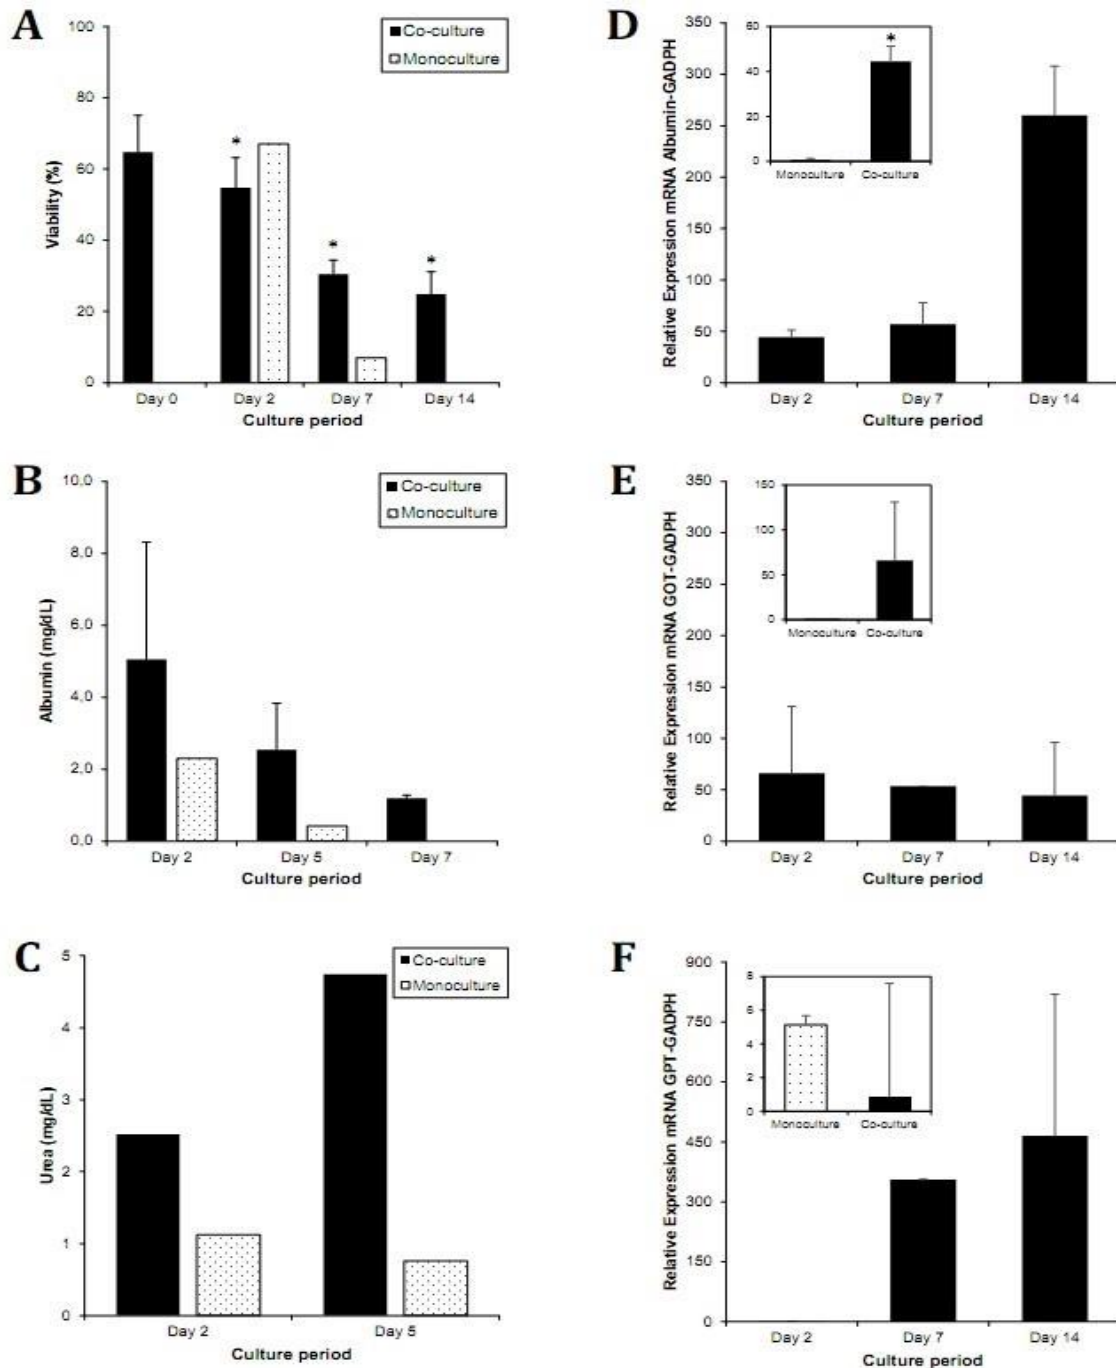 A
100
80
60
40
20
0
Viability (%)
Co-culture
Monoculture
*
*
*
Day 0 Day 2 Day 7 Day 14
Culture period
B
10,0
8,0
6,0
4,0
2,0
0,0
Albumin (mg/dL)
Co-culture
Monoculture
Day 2 Day 5 Day 7
Culture period
C
5
4
3
2
1
0
Urea (mg/dL)
Co-culture
Monoculture
Day 2 Day 5
Culture period
D
350
300
250
200
150
100
50
0
Relative Expression mRNA Albumin-GADPH
60
40
20
0
*
Monoculture Co-culture
Day 2 Day 7 Day 14
Culture period
E
350
300
250
200
150
100
50
0
Relative Expression mRNA GOT-GADPH
150
100
50
0
Monoculture Co-culture
Day 2 Day 7 Day 14
Culture period
F
900
750
600
450
300
150
0
Relative Expression mRNA GPT-GADPH
8
6
4
2
0
Monoculture Co-culture
Day 2 Day 7 Day 14
Culture period